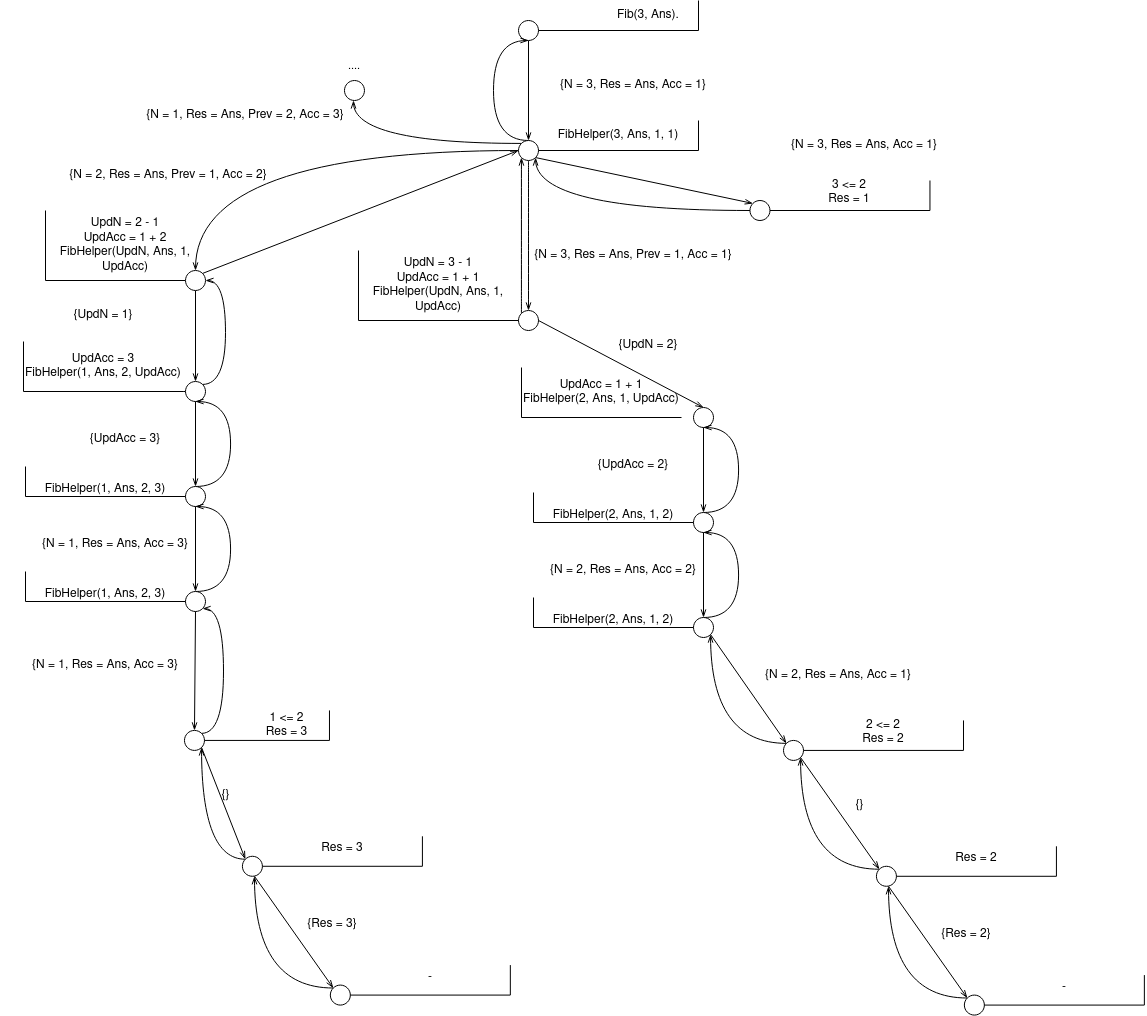 Fib(3, Ans).
....
{N = 3, Res = Ans, Acc = 1}
{N = 1, Res = Ans, Prev = 2, Acc = 3}
FibHelper(3, Ans, 1, 1)
{N = 3, Res = Ans, Acc = 1}
{N = 2, Res = Ans, Prev = 1, Acc = 2}
3 <= 2
Res = 1
UpdN = 2 - 1
UpdAcc = 1 + 2
FibHelper(UpdN, Ans, 1,
UpdAcc)
{N = 3, Res = Ans, Prev = 1, Acc = 1}
UpdN = 3 - 1
UpdAcc = 1 + 1
FibHelper(UpdN, Ans, 1,
UpdAcc)
{UpdN = 1}
{UpdN = 2}
UpdAcc = 3
FibHelper(1, Ans, 2, UpdAcc)
UpdAcc = 1 + 1
FibHelper(2, Ans, 1, UpdAcc)
{UpdAcc = 3}
{UpdAcc = 2}
FibHelper(1, Ans, 2, 3)
FibHelper(2, Ans, 1, 2)
{N = 1, Res = Ans, Acc = 3}
{N = 2, Res = Ans, Acc = 2}
FibHelper(1, Ans, 2, 3)
FibHelper(2, Ans, 1, 2)
{N = 1, Res = Ans, Acc = 3}
{N = 2, Res = Ans, Acc = 1}
1 <= 2
Res = 3
2 <= 2
Res = 2
{}
{}
Res = 3
Res = 2
{Res = 3}
{Res = 2}
-
-